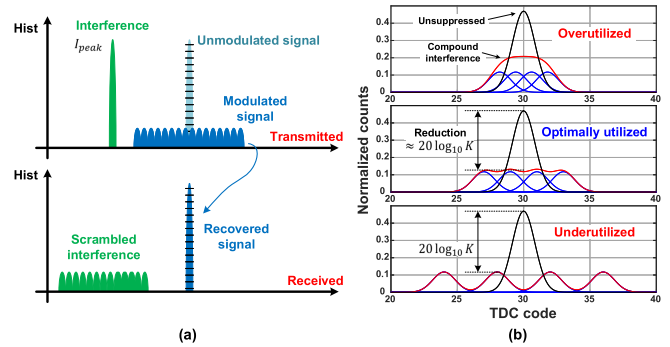 Hist
Interference
I_peak
Unmodulated signal
Modulated
signal
Transmitted
Hist
Scrambled
interference
Recovered
signal
Received
(a)
Normalized counts
0.4
0.3
0.2
0.1
0
Unsuppressed
Compound
interference
Overutilized
20 25 30 35 40
0.4
0.3
0.2
0.1
0
Reduction
≈ 20 log₁₀ K
Optimally utilized
20 25 30 35 40
0.4
0.3
0.2
0.1
0
20 log₁₀ K
Underutilized
20 25 30 35 40
TDC code
(b)